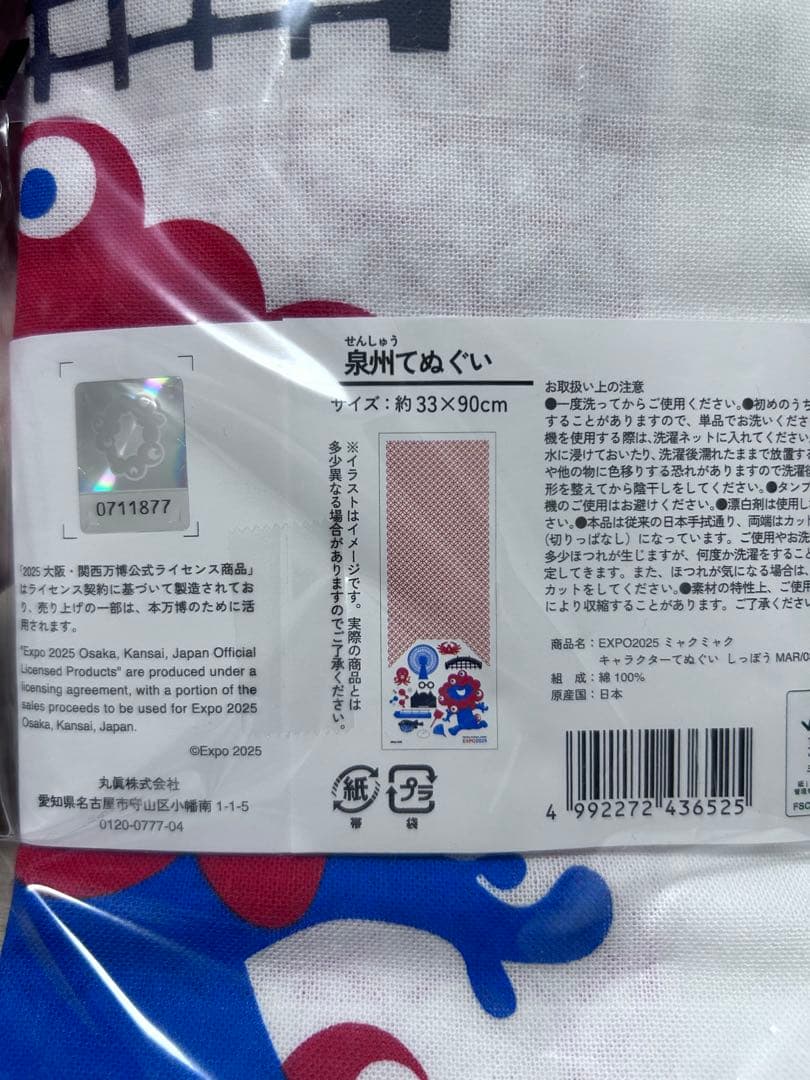 せんしゅう
泉州てぬぐい
サイズ：約33×90cm
※イラストはイメージです。実際の商品とは
多少異なる場合がありますのでご了承ください。
EXPO2025
紙
帯
プラ
袋
0711877
「2025大阪・関西万博公式ライセンス商品」
はライセンス契約に基づいて製造されてお
り、売り上げの一部は、本万博のために活
用されます。
"Expo 2025 Osaka, Kansai, Japan Official
Licensed Products" are produced under a
licensing agreement, with a portion of the
sales proceeds to be used for Expo 2025
Osaka, Kansai, Japan.
©Expo 2025
丸眞株式会社
愛知県名古屋市守山区小幡南1-1-5
0120-0777-04
お取扱い上の注意
●一度洗ってからご使用ください。●初めのうち
することがありますので、単品でお洗いくださ
機を使用する際は、洗濯ネットに入れてください
水に浸けておいたり、洗濯後濡れたままで放置する
や他の物に色移りする恐れがありますので洗濯後
形を整えてから陰干しをしてください。●タンブ
機のご使用はお避けください。●漂白剤は使用し
さい。●本品は従来の日本手拭通り、両端はカット
(切りっぱなし)になっています。ご使用やお洗
多少ほつれが生じますが、何度か洗濯をすること
定してきます。また、ほつれが気になる場合は、
カットをしてください。●素材の特性上、ご使用
により収縮することがあります。ご了承ください
商品名：EXPO2025 ミャクミャク
キャラクターてぬぐい しっぽう MAR/03
組 成：綿100%
原産国：日本
4 992272 436525
FSC